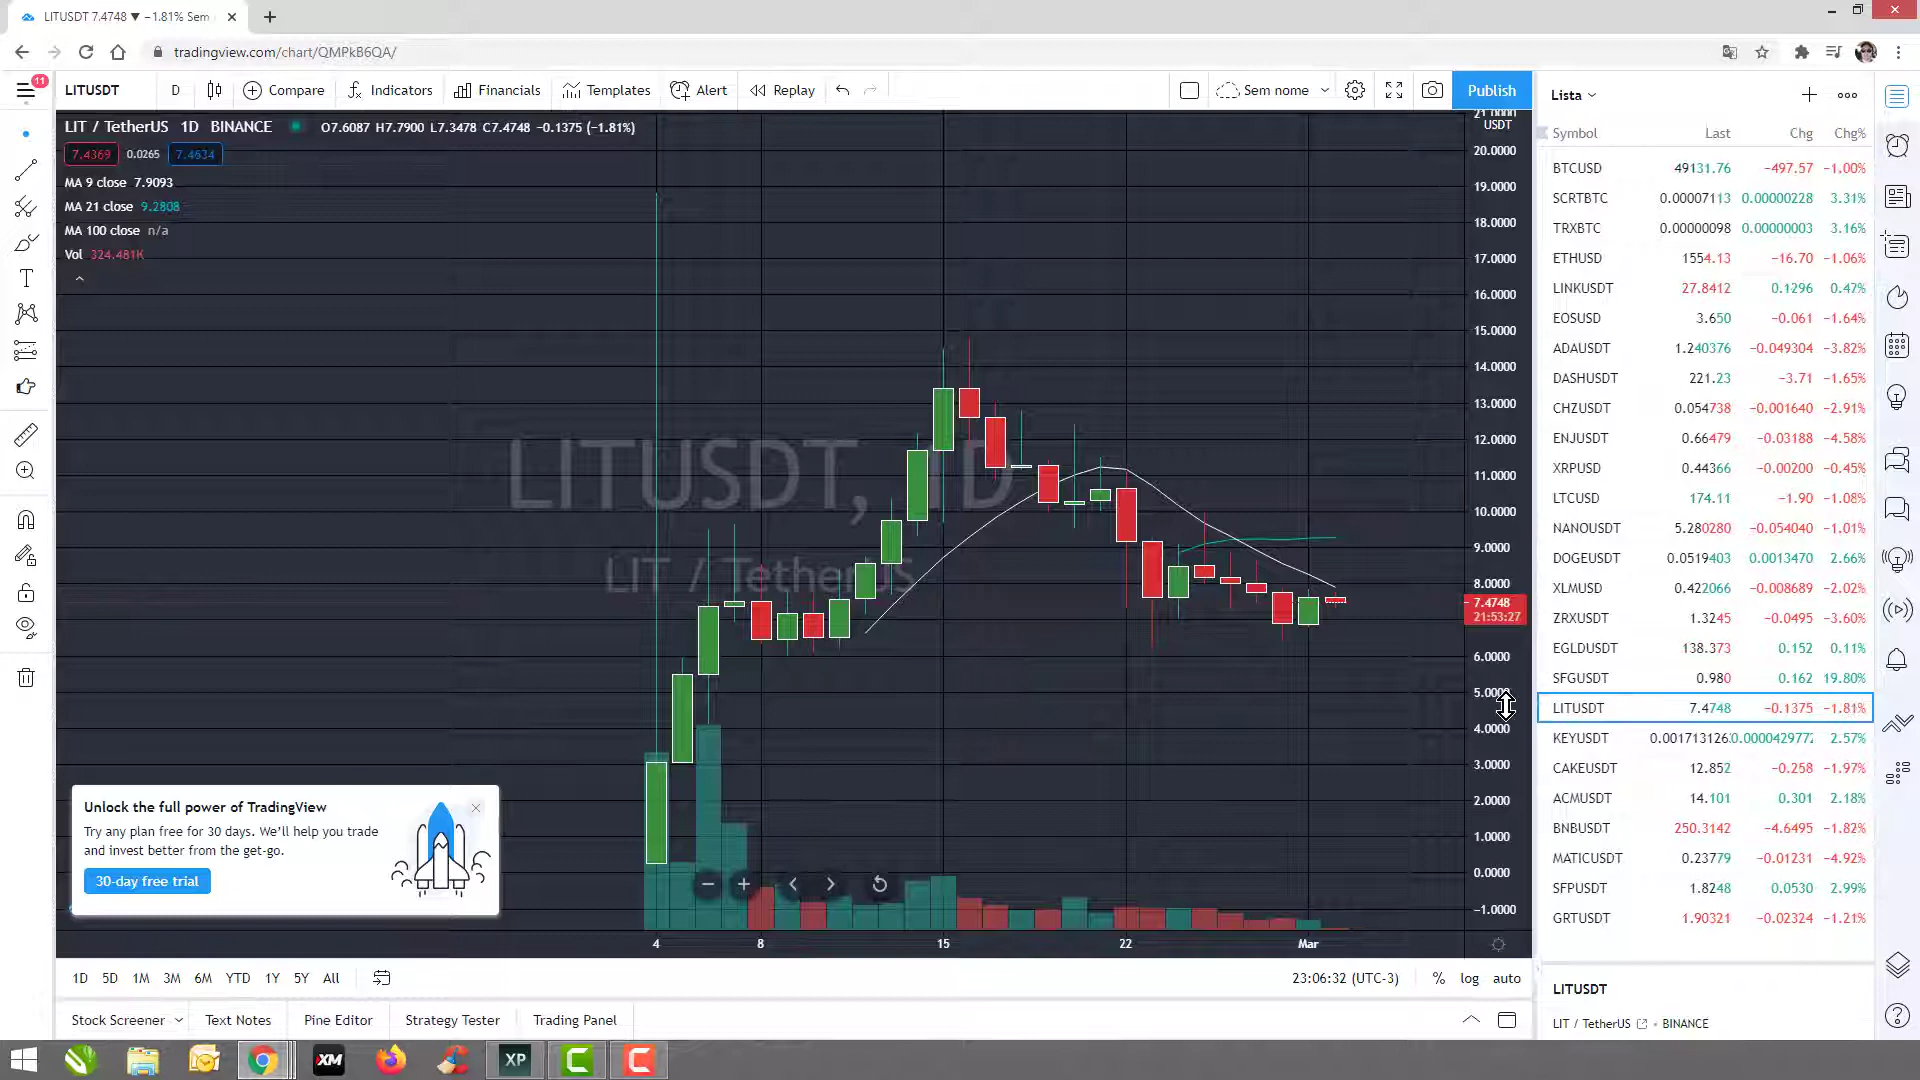 LITUSDT 7.4748 ▼ −1.81% Sem
tradingview.com/chart/QMPkB6QA/
11
LITUSDT D Compare Indicators Financials Templates Alert Replay Sem nome Publish
LIT / TetherUS 1D BINANCE O7.6087 H7.7900 L7.3478 C7.4748 −0.1375 (−1.81%)
7.4369 0.0265 7.4634
MA 9 close 7.9093
MA 21 close 9.2808
MA 100 close n/a
Vol 324.481K
LITUSDT, 1D
LIT / TetherUS
21.0000
USDT
20.0000
19.0000
18.0000
17.0000
16.0000
15.0000
14.0000
13.0000
12.0000
11.0000
10.0000
9.0000
8.0000
7.4748
21:53:27
6.0000
5.0000
4.0000
3.0000
2.0000
1.0000
0.0000
−1.0000
4 8 15 22 Mar
Unlock the full power of TradingView
Try any plan free for 30 days. We'll help you trade
and invest better from the get-go.
30-day free trial
1D 5D 1M 3M 6M YTD 1Y 5Y All 23:06:32 (UTC-3) % log auto
Stock Screener Text Notes Pine Editor Strategy Tester Trading Panel
Lista
Symbol Last Chg Chg%
BTCUSD 49131.76 −497.57 −1.00%
SCRTBTC 0.00007113 0.00000228 3.31%
TRXBTC 0.00000098 0.00000003 3.16%
ETHUSD 1554.13 −16.70 −1.06%
LINKUSDT 27.8412 0.1296 0.47%
EOSUSD 3.650 −0.061 −1.64%
ADAUSDT 1.240376 −0.049304 −3.82%
DASHUSDT 221.23 −3.71 −1.65%
CHZUSDT 0.054738 −0.001640 −2.91%
ENJUSDT 0.66479 −0.03188 −4.58%
XRPUSD 0.44366 −0.00200 −0.45%
LTCUSD 174.11 −1.90 −1.08%
NANOUSDT 5.280280 −0.054040 −1.01%
DOGEUSDT 0.0519403 0.0013470 2.66%
XLMUSD 0.422066 −0.008689 −2.02%
ZRXUSDT 1.3245 −0.0495 −3.60%
EGLDUSDT 138.373 0.152 0.11%
SFGUSDT 0.980 0.162 19.80%
LITUSDT 7.4748 −0.1375 −1.81%
KEYUSDT 0.001713126 0.0000429772 2.57%
CAKEUSDT 12.852 −0.258 −1.97%
ACMUSDT 14.101 0.301 2.18%
BNBUSDT 250.3142 −4.6495 −1.82%
MATICUSDT 0.23779 −0.01231 −4.92%
SFPUSDT 1.8248 0.0530 2.99%
GRTUSDT 1.90321 −0.02324 −1.21%
LITUSDT
LIT / TetherUS • BINANCE
XM XP